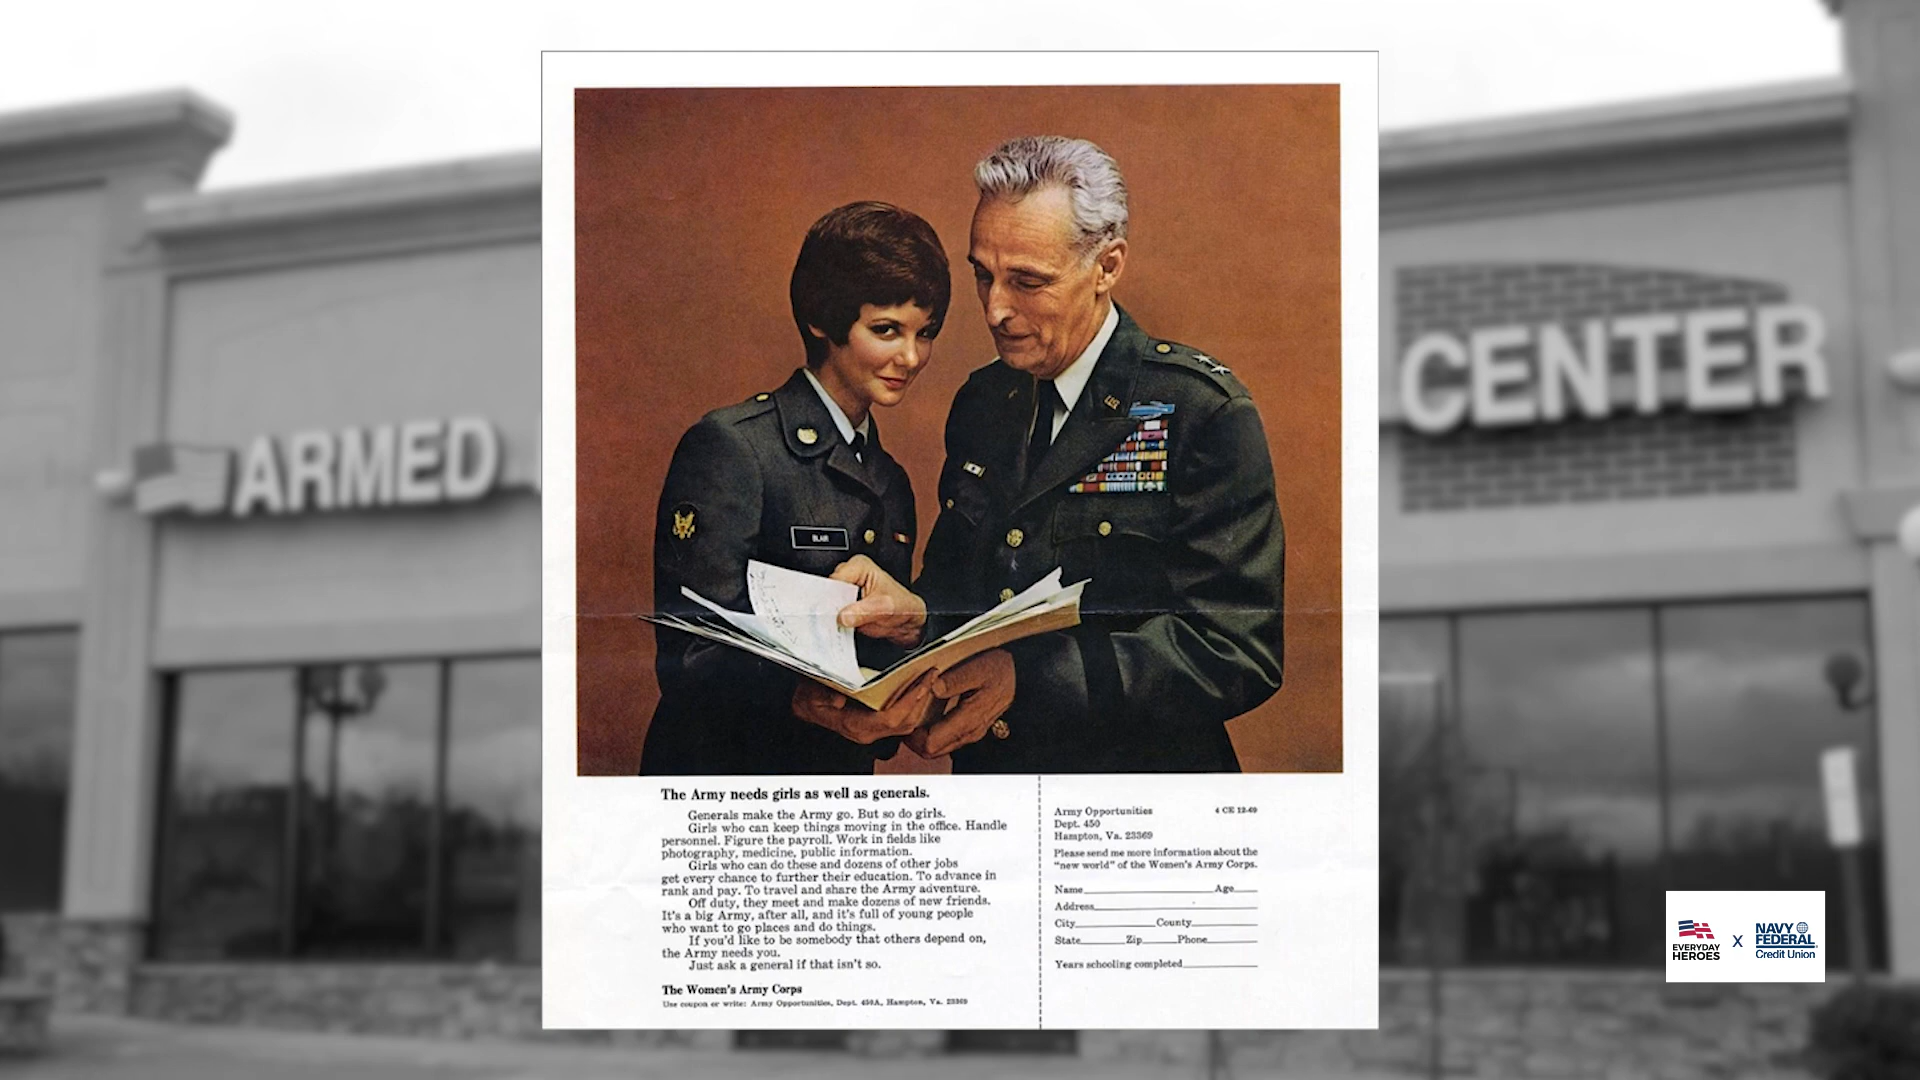 ARMED
CENTER
U.S.
BLAIR
The Army needs girls as well as generals.
Generals make the Army go. But so do girls.
Girls who can keep things moving in the office. Handle
personnel. Figure the payroll. Work in fields like
photography, medicine, public information.
Girls who can do these and dozens of other jobs
get every chance to further their education. To advance in
rank and pay. To travel and share the Army adventure.
Off duty, they meet and make dozens of new friends.
It's a big Army, after all, and it's full of young people
who want to go places and do things.
If you'd like to be somebody that others depend on,
the Army needs you.
Just ask a general if that isn't so.
The Women's Army Corps
Use coupon or write: Army Opportunities, Dept. 450A, Hampton, Va. 23369
Army Opportunities 4 CE 12-69
Dept. 450
Hampton, Va. 23369
Please send me more information about the
"new world" of the Women's Army Corps.
Name Age
Address
City County
State Zip Phone
Years schooling completed
EVERYDAY
HEROES
X
NAVY
FEDERAL
Credit Union